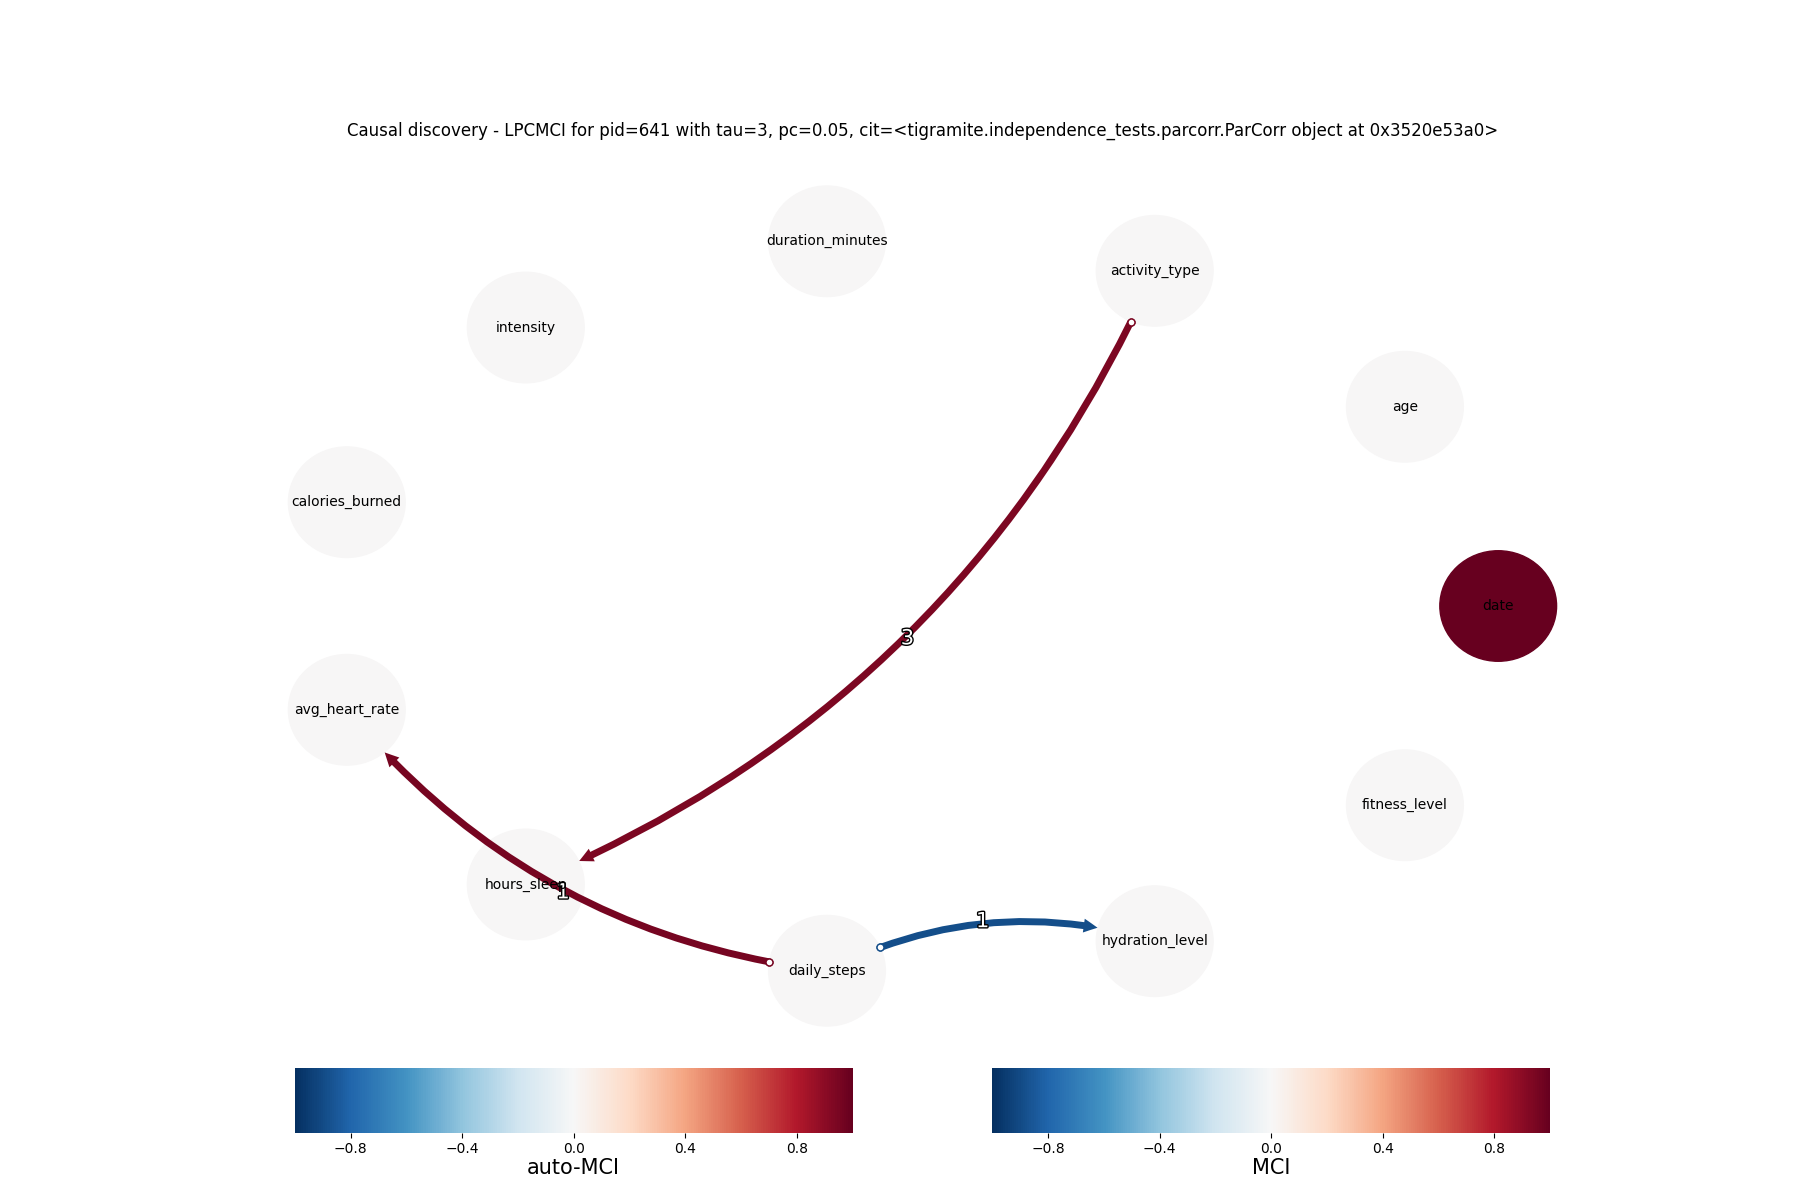 Causal discovery - LPCMCI for pid=641 with tau=3, pc=0.05, cit=<tigramite.independence_tests.parcorr.ParCorr object at 0x3520e53a0>
duration_minutes
activity_type
intensity
age
calories_burned
date
3
avg_heart_rate
fitness_level
hours_sleep
1
1
hydration_level
daily_steps
−0.8 −0.4 0.0 0.4 0.8
auto-MCI
−0.8 −0.4 0.0 0.4 0.8
MCI